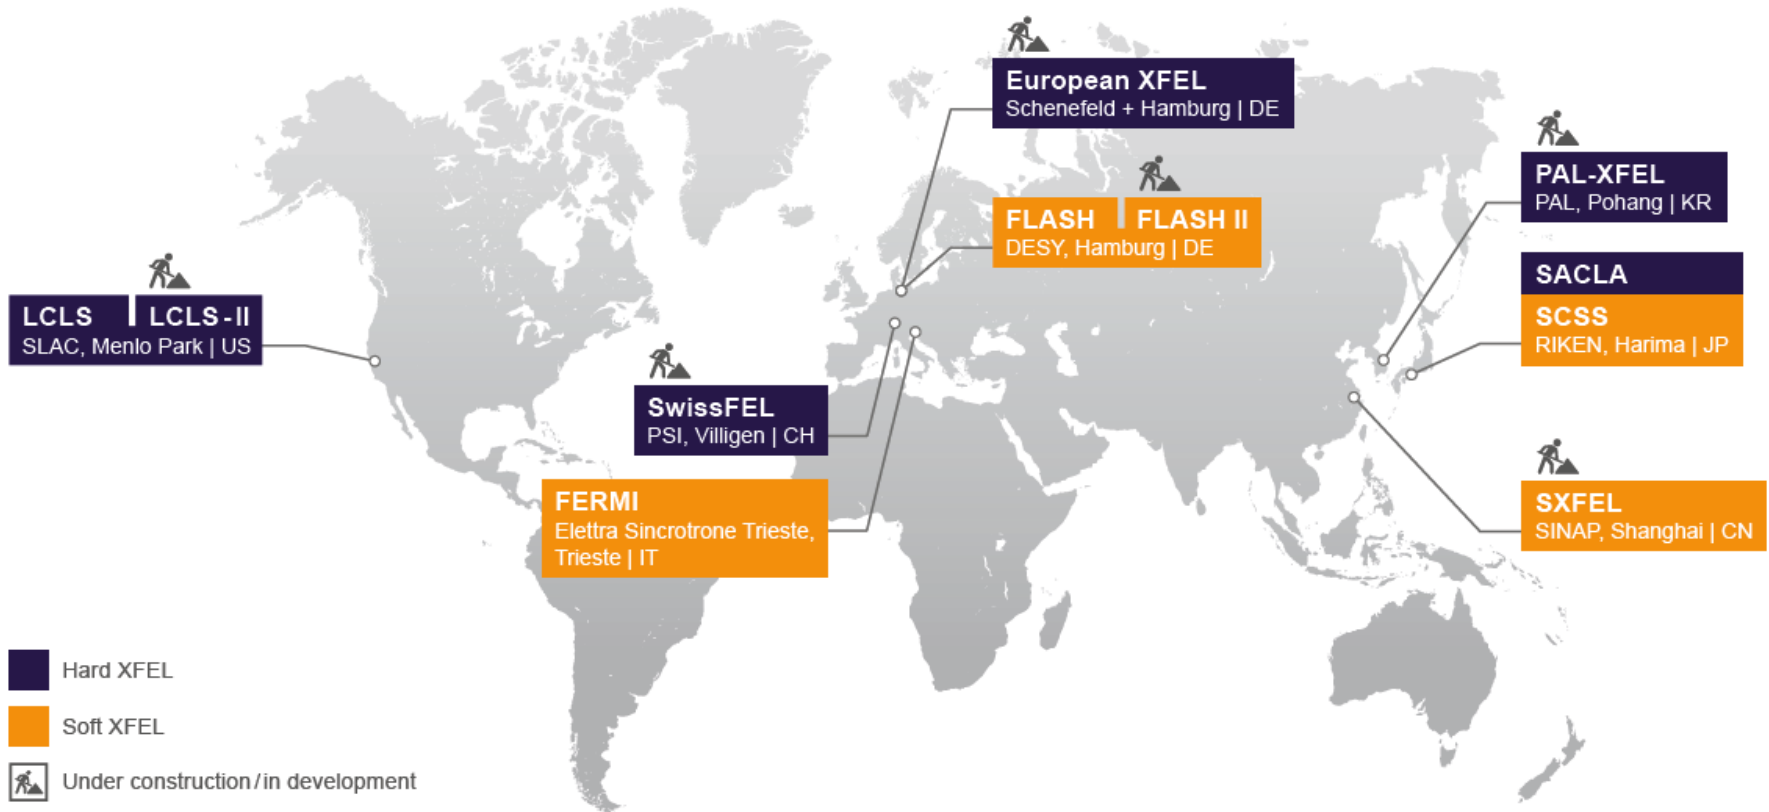 European XFEL
Schenefeld + Hamburg | DE
FLASH | FLASH II
DESY, Hamburg | DE
PAL-XFEL
PAL, Pohang | KR
SACLA
SCSS
RIKEN, Harima | JP
LCLS | LCLS-II
SLAC, Menlo Park | US
SwissFEL
PSI, Villigen | CH
FERMI
Elettra Sincrotrone Trieste,
Trieste | IT
SXFEL
SINAP, Shanghai | CN
Hard XFEL
Soft XFEL
Under construction/in development